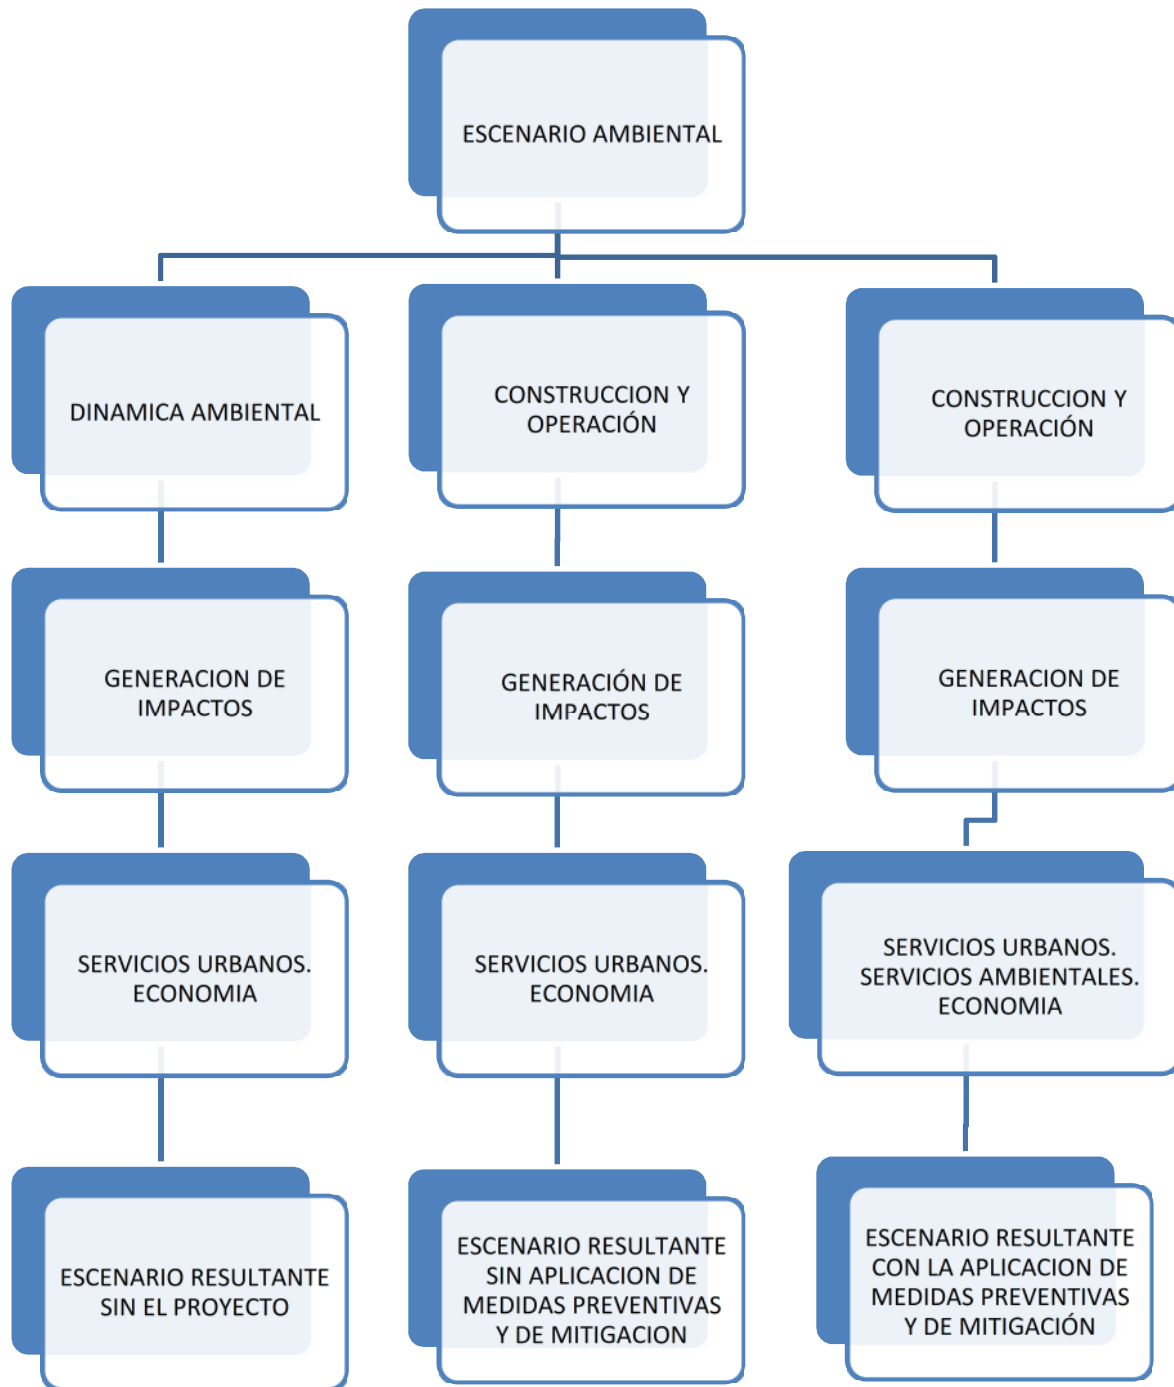 ESCENARIO AMBIENTAL
DINAMICA AMBIENTAL
CONSTRUCCION Y
OPERACIÓN
CONSTRUCCION Y
OPERACIÓN
GENERACION DE
IMPACTOS
GENERACIÓN DE
IMPACTOS
GENERACION DE
IMPACTOS
SERVICIOS URBANOS.
ECONOMIA
SERVICIOS URBANOS.
ECONOMIA
SERVICIOS URBANOS.
SERVICIOS AMBIENTALES.
ECONOMIA
ESCENARIO RESULTANTE
SIN EL PROYECTO
ESCENARIO RESULTANTE
SIN APLICACION DE
MEDIDAS PREVENTIVAS
Y DE MITIGACION
ESCENARIO RESULTANTE
CON LA APLICACION DE
MEDIDAS PREVENTIVAS
Y DE MITIGACIÓN